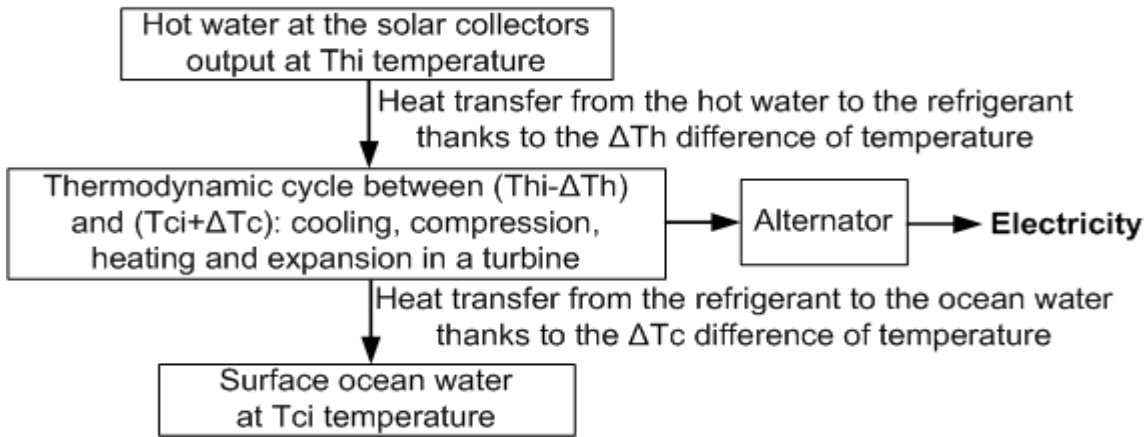 Hot water at the solar collectors
output at Thi temperature
Heat transfer from the hot water to the refrigerant
thanks to the ΔTh difference of temperature
Thermodynamic cycle between (Thi-ΔTh)
and (Tci+ΔTc): cooling, compression,
heating and expansion in a turbine
Alternator
Electricity
Heat transfer from the refrigerant to the ocean water
thanks to the ΔTc difference of temperature
Surface ocean water
at Tci temperature